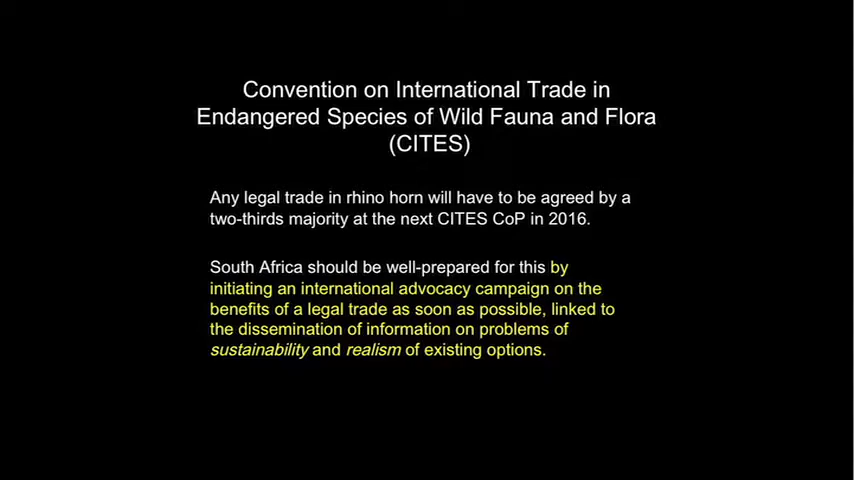 Convention on International Trade in
Endangered Species of Wild Fauna and Flora
(CITES)
Any legal trade in rhino horn will have to be agreed by a
two-thirds majority at the next CITES CoP in 2016.
South Africa should be well-prepared for this by
initiating an international advocacy campaign on the
benefits of a legal trade as soon as possible, linked to
the dissemination of information on problems of
sustainability and realism of existing options.